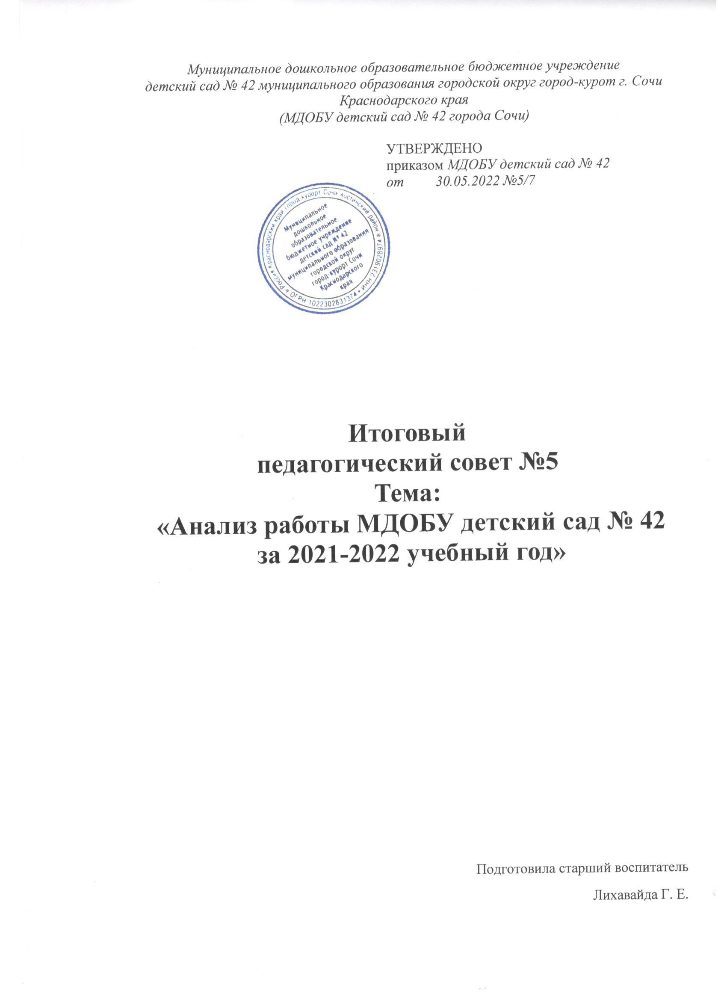 Муниципальное дошкольное образовательное бюджетное учреждение
детский сад № 42 муниципального образования городской округ город-курот г. Сочи
Краснодарского края
(МДОБУ детский сад № 42 города Сочи)
УТВЕРЖДЕНО
приказом МДОБУ детский сад № 42
от 30.05.2022 №5/7
Россия Краснодарский край город-курорт Сочи Хостинский район * ИНН 2319028974 * ОГРН 1022302831374 *
Муниципальное
дошкольное
образовательное
бюджетное учреждение
детский сад № 42
муниципального образования
городской округ
город-курорт Сочи
Краснодарского
края
Итоговый
педагогический совет №5
Тема:
«Анализ работы МДОБУ детский сад № 42
за 2021-2022 учебный год»
Подготовила старший воспитатель
Лихавайда Г. Е.